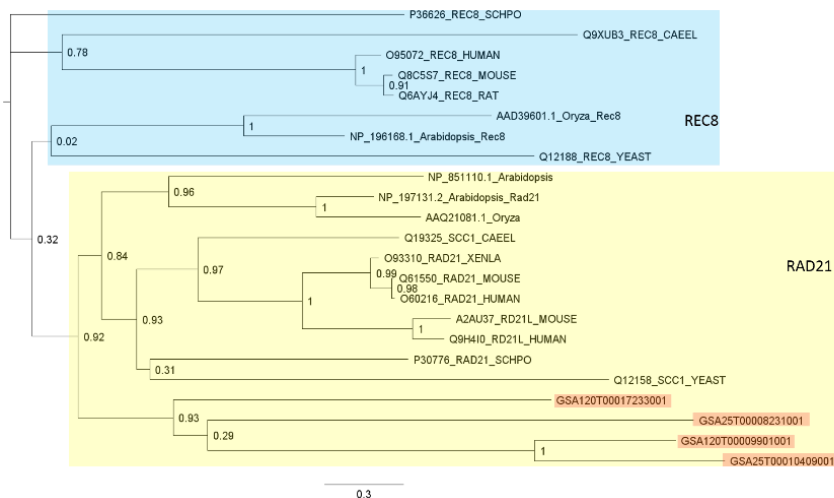 P36626_REC8_SCHPO
Q9XUB3_REC8_CAEEL
0.78
O95072_REC8_HUMAN
1
Q8C5S7_REC8_MOUSE
0.91
Q6AYJ4_REC8_RAT
AAD39601.1_Oryza_Rec8
REC8
1
NP_196168.1_Arabidopsis_Rec8
0.02
Q12188_REC8_YEAST
NP_851110.1_Arabidopsis
0.96
NP_197131.2_Arabidopsis_Rad21
1
AAQ21081.1_Oryza
0.32
Q19325_SCC1_CAEEL
0.84
O93310_RAD21_XENLA
RAD21
0.97
0.99
Q61550_RAD21_MOUSE
0.98
O60216_RAD21_HUMAN
1
A2AU37_RD21L_MOUSE
0.93
1
0.92
Q9H4I0_RD21L_HUMAN
P30776_RAD21_SCHPO
0.31
Q12158_SCC1_YEAST
GSA120T00017233001
0.93
GSA25T00008231001
0.29
GSA120T00009901001
1
GSA25T00010409001
0.3